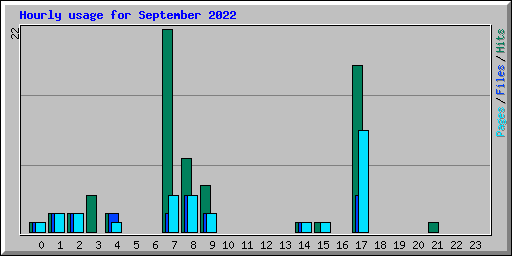 Hourly usage for September 2022
22
Pages/Files/Hits
0 1 2 3 4 5 6 7 8 9 10 11 12 13 14 15 16 17 18 19 20 21 22 23